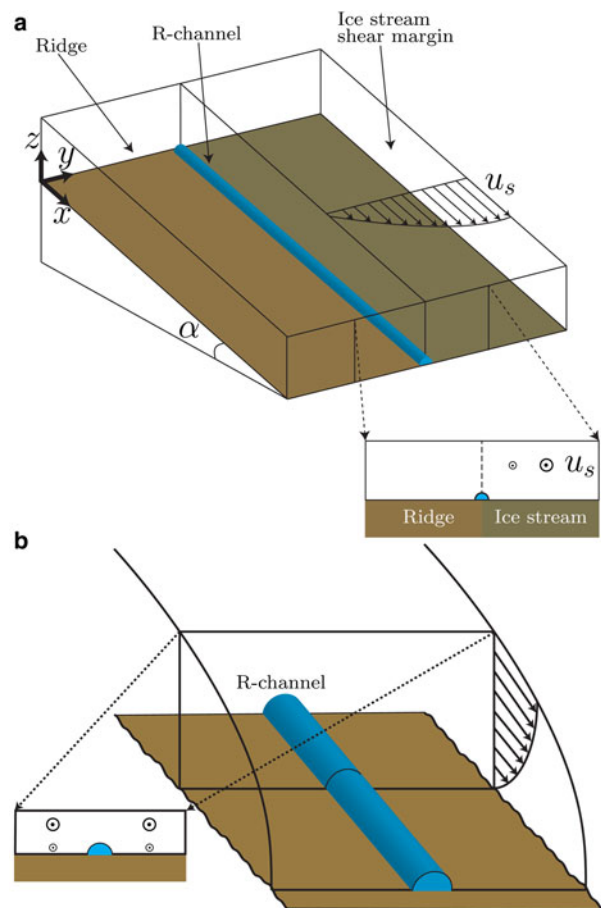 a
Ice stream
shear margin
R-channel
Ridge
z
y
x
u_s
α
u_s
Ridge
Ice stream
b
R-channel